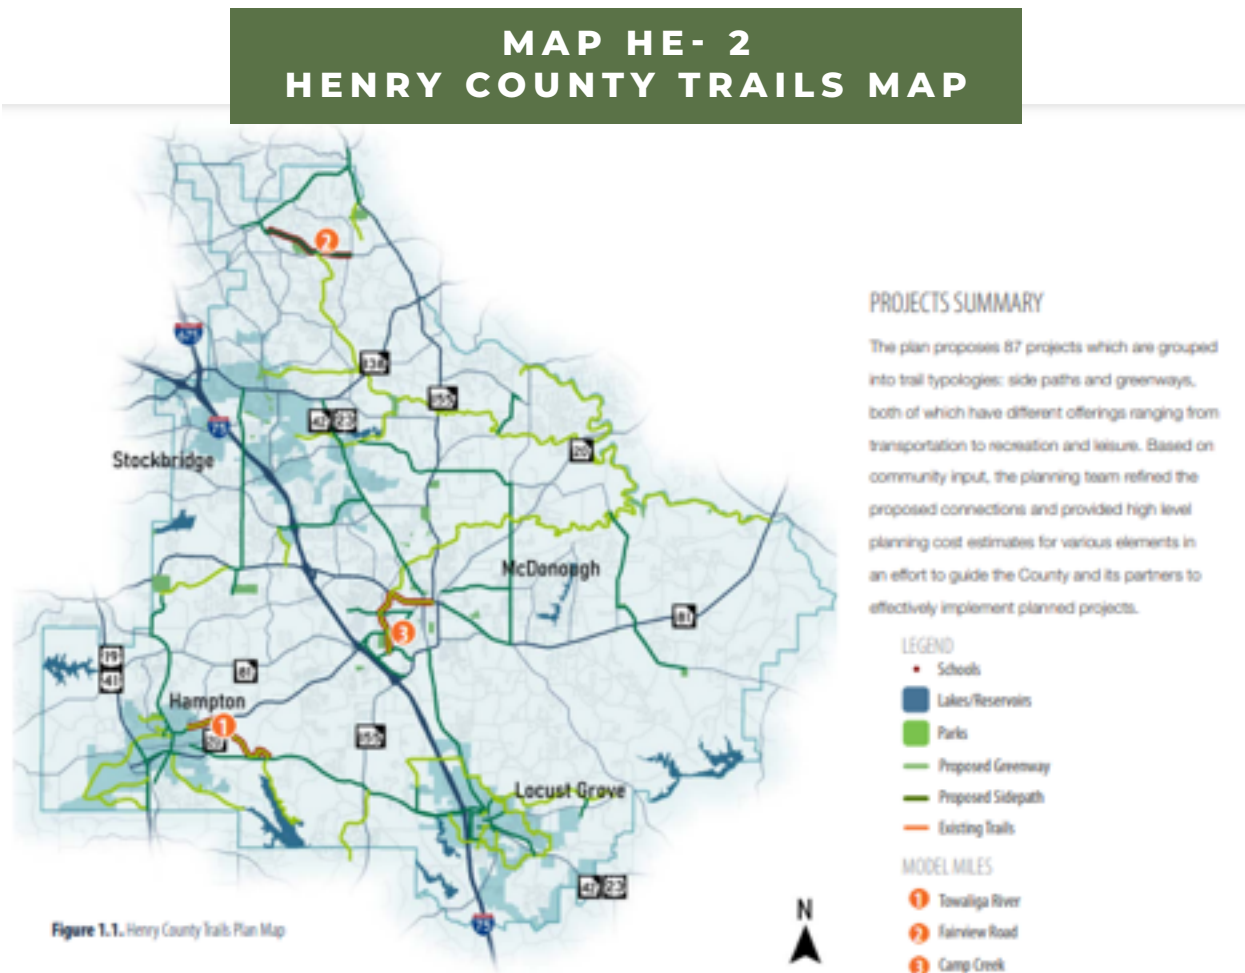 MAP HE- 2
HENRY COUNTY TRAILS MAP
2
675
138
155
75
42 23
20
Stockbridge
McDonough
81
3
19
41
81
Hampton
1
20
155
Locust Grove
42 23
75
N
Figure 1.1. Henry County Trails Plan Map
PROJECTS SUMMARY
The plan proposes 87 projects which are grouped
into trail typologies: side paths and greenways,
both of which have different offerings ranging from
transportation to recreation and leisure. Based on
community input, the planning team refined the
proposed connections and provided high level
planning cost estimates for various elements in
an effort to guide the County and its partners to
effectively implement planned projects.
LEGEND
Schools
Lakes/Reservoirs
Parks
Proposed Greenway
Proposed Sidepath
Existing Trails
MODEL MILES
1 Towaliga River
2 Fairview Road
3 Camp Creek